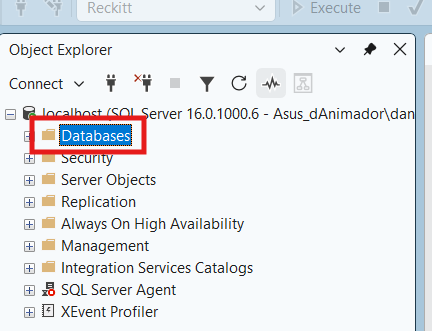 Reckitt
Execute
Object Explorer
Connect
localhost (SQL Server 16.0.1000.6 - Asus_dAnimador\dan
Databases
Security
Server Objects
Replication
Always On High Availability
Management
Integration Services Catalogs
SQL Server Agent
XEvent Profiler